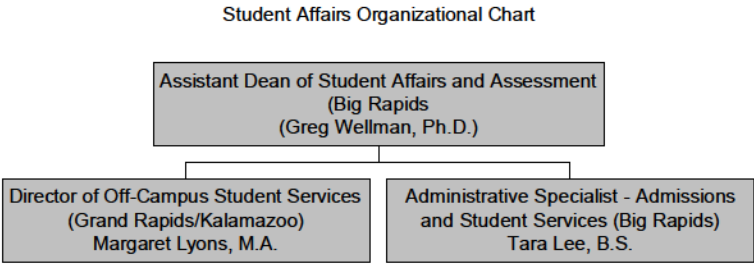 Student Affairs Organizational Chart
Assistant Dean of Student Affairs and Assessment
(Big Rapids
(Greg Wellman, Ph.D.)
Director of Off-Campus Student Services
(Grand Rapids/Kalamazoo)
Margaret Lyons, M.A.
Administrative Specialist - Admissions
and Student Services (Big Rapids)
Tara Lee, B.S.